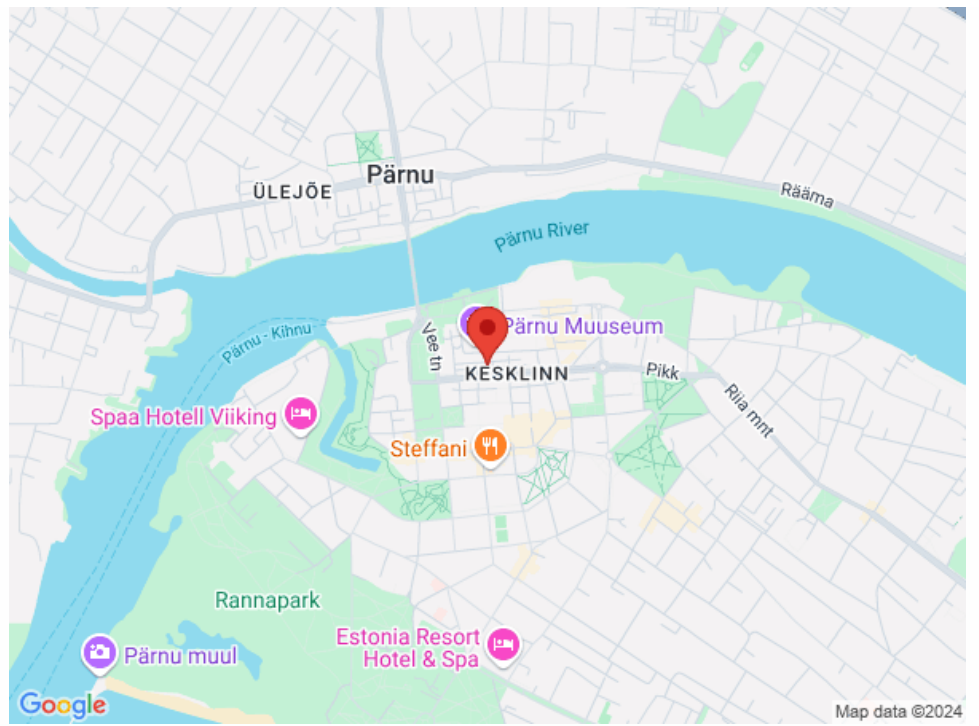 Pärnu
ÜLEJÕE
Rääma
Pärnu River
Pärnu - Kihnu
Vee tn
Pärnu Muuseum
KESKLINN
Pikk
Riia mnt
Spaa Hotell Viiking
Steffani
Rannapark
Estonia Resort
Hotel & Spa
Pärnu muul
Google
Map data ©2024